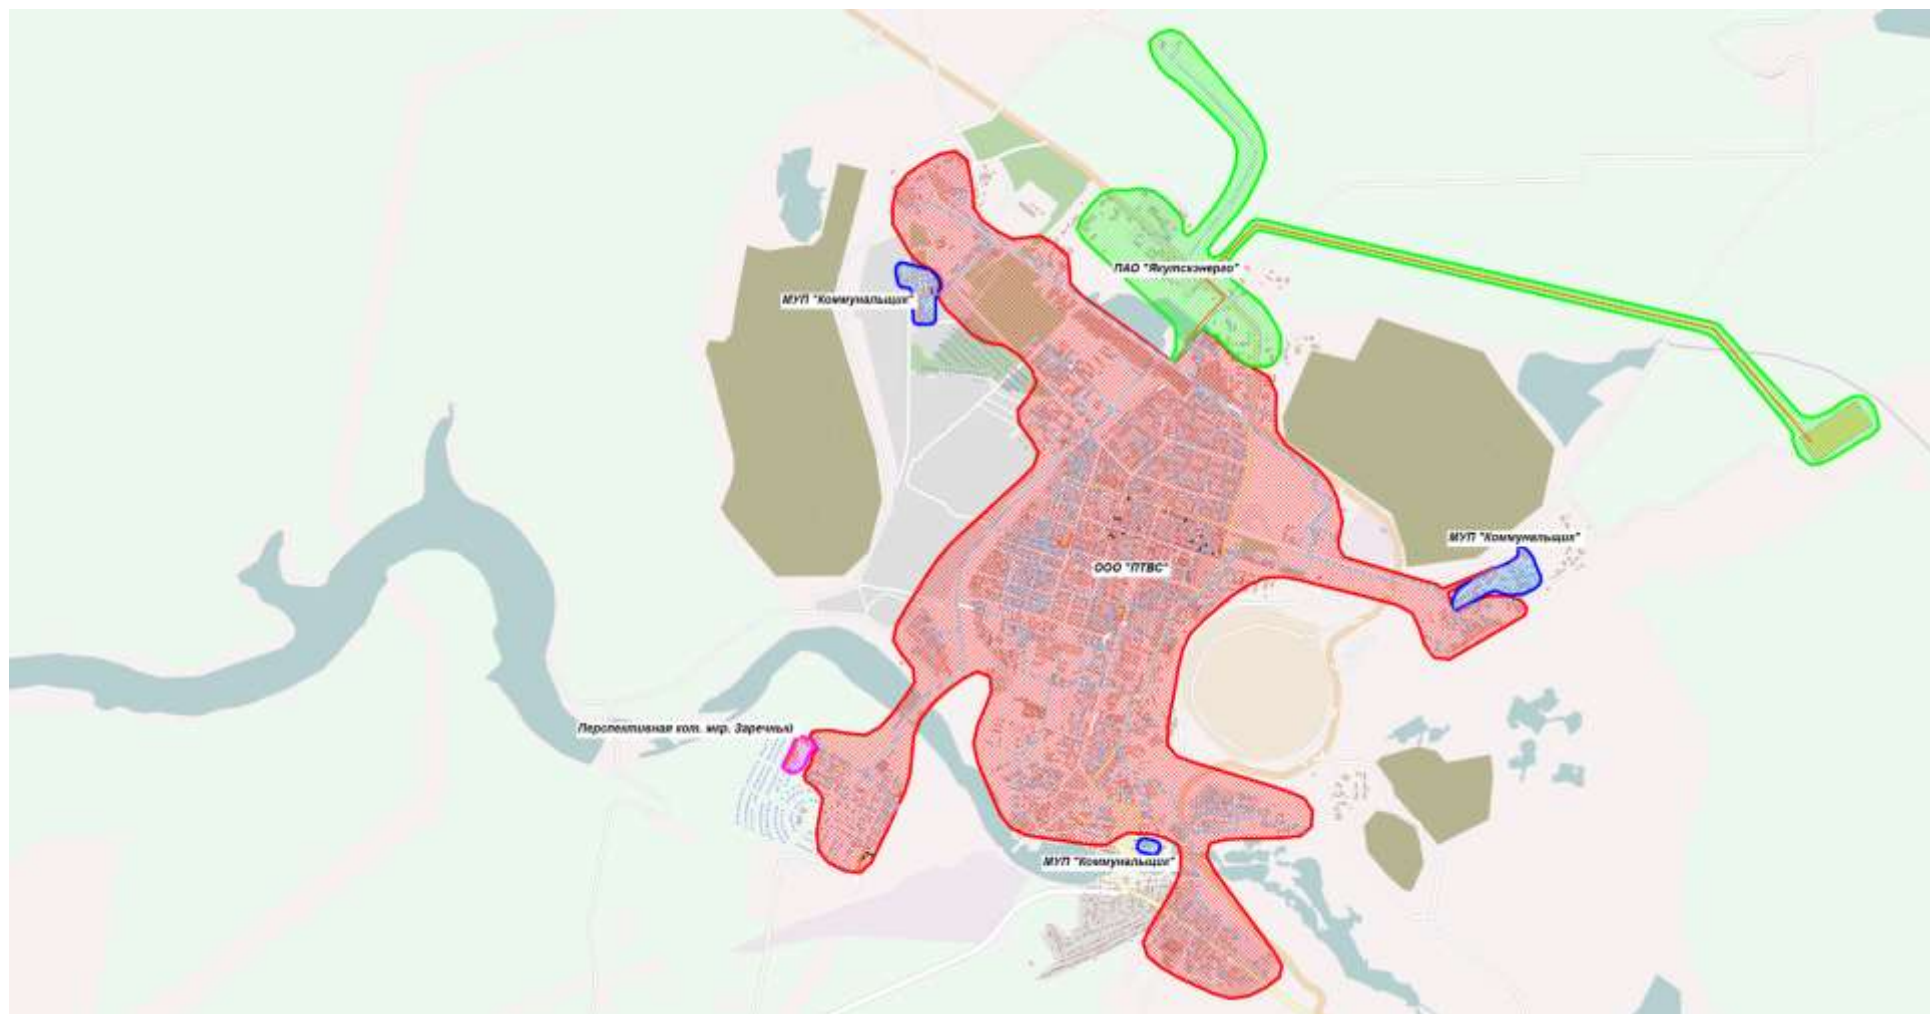 ПАО "Якутскэнерго"
МУП "Коммунальщик"
МУП "Коммунальщик"
ООО "ПТВС"
Перспективная кот. мкр. Заречный
МУП "Коммунальщик"